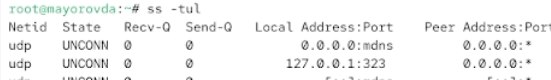 root@mayorovda:~# ss -tul
Netid State Recv-Q Send-Q Local Address:Port Peer Address:Port
udp UNCONN 0 0 0.0.0.0:mdns 0.0.0.0:*
udp UNCONN 0 0 127.0.0.1:323 0.0.0.0:*